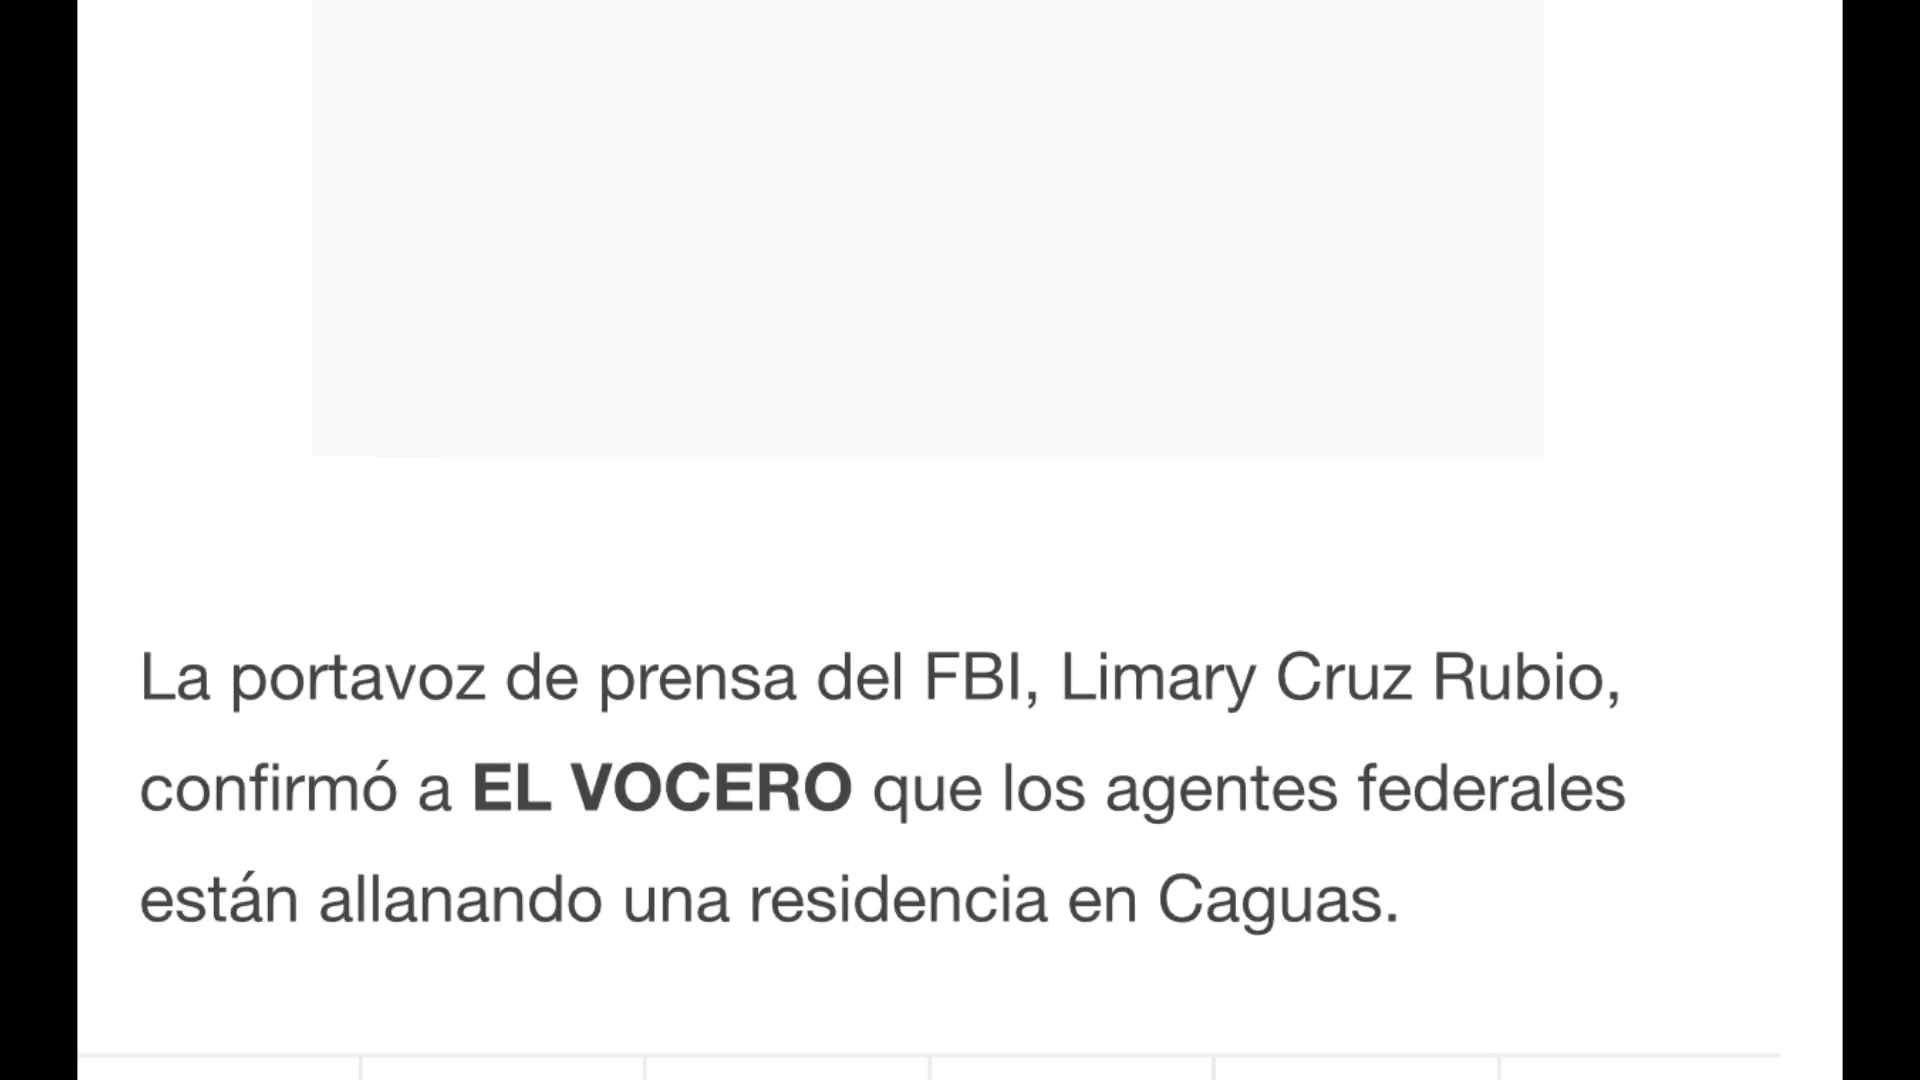 La portavoz de prensa del FBI, Limary Cruz Rubio,
confirmó a EL VOCERO que los agentes federales
están allanando una residencia en Caguas.